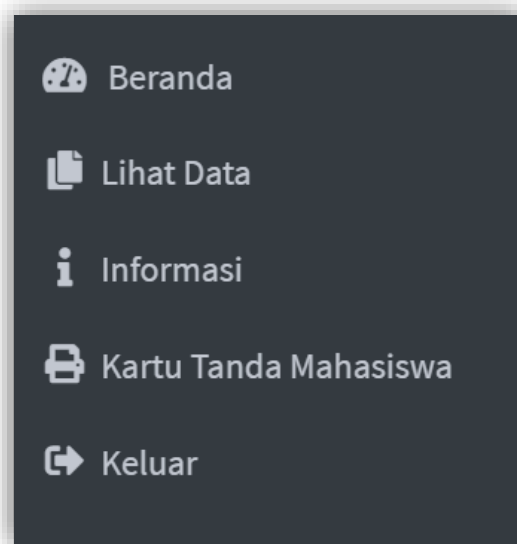 Beranda
Lihat Data
Informasi
Kartu Tanda Mahasiswa
Keluar